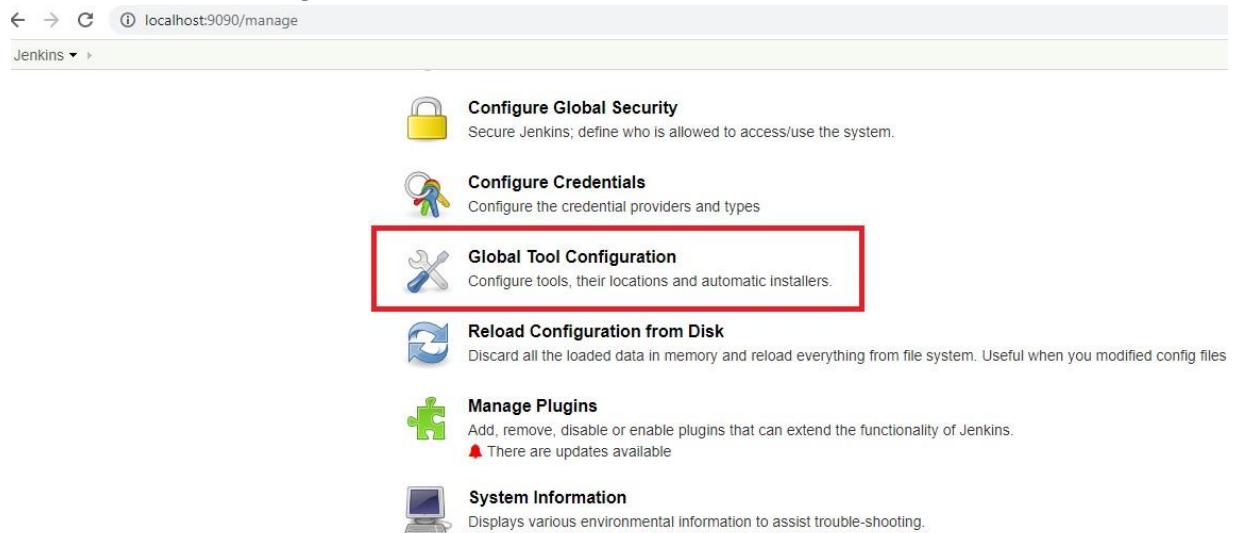 localhost:9090/manage
Jenkins
Configure Global Security
Secure Jenkins; define who is allowed to access/use the system.
Configure Credentials
Configure the credential providers and types
Global Tool Configuration
Configure tools, their locations and automatic installers.
Reload Configuration from Disk
Discard all the loaded data in memory and reload everything from file system. Useful when you modified config files
Manage Plugins
Add, remove, disable or enable plugins that can extend the functionality of Jenkins.
There are updates available
System Information
Displays various environmental information to assist trouble-shooting.